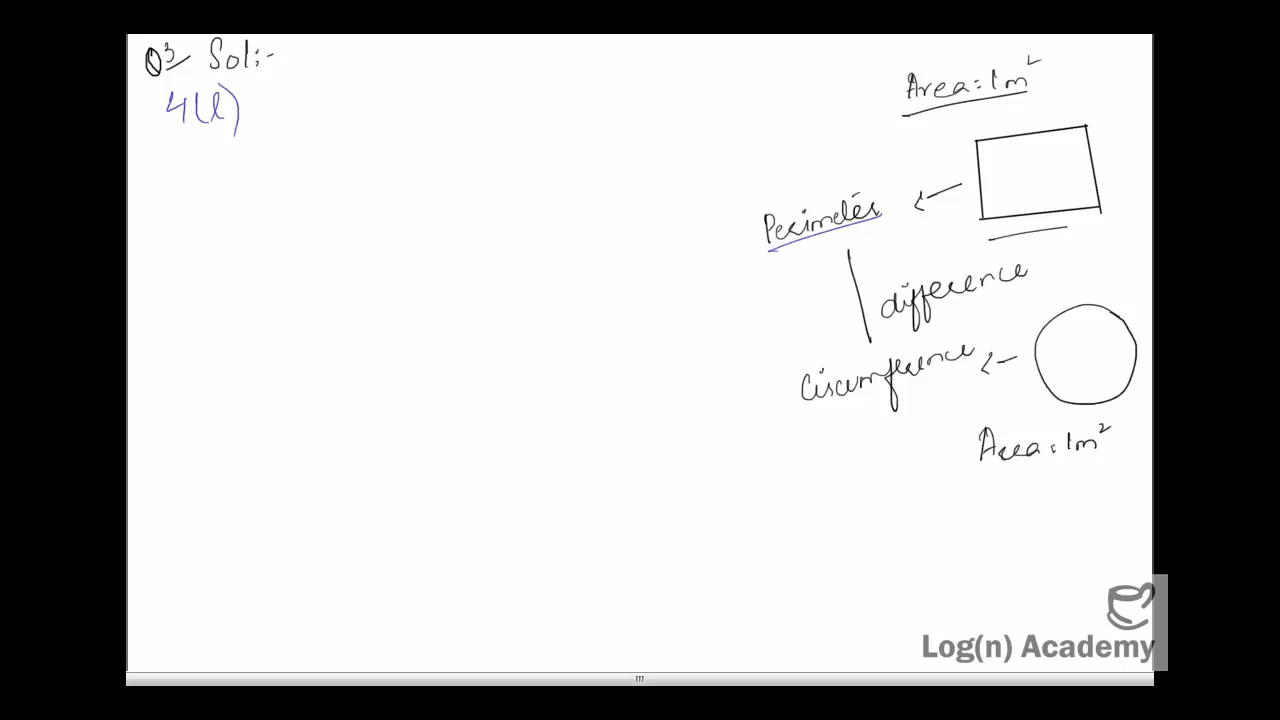 Q3 Sol:-
4(l)
Area=1m²
Perimeter
difference
Circumference
Area=1m²
Log(n) Academy